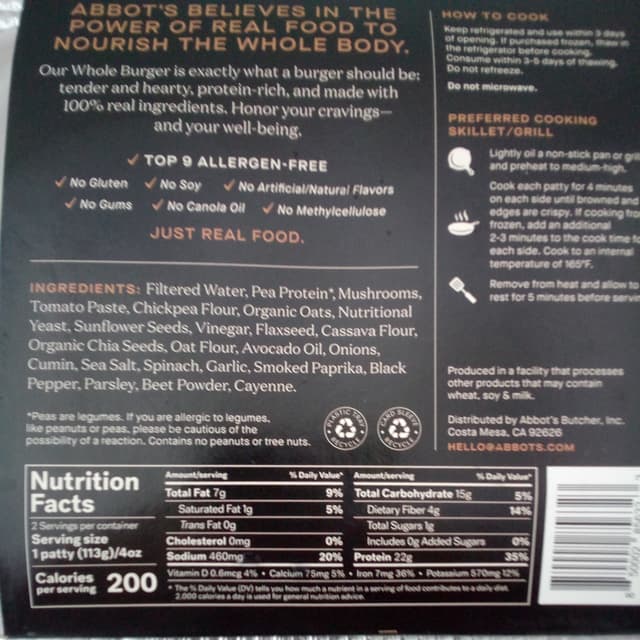 ABBOT'S BELIEVES IN THE
POWER OF REAL FOOD TO
NOURISH THE WHOLE BODY.
Our Whole Burger is exactly what a burger should be:
tender and hearty, protein-rich, and made with
100% real ingredients. Honor your cravings—
and your well-being.
✓ TOP 9 ALLERGEN-FREE
✓ No Gluten ✓ No Soy ✓ No Artificial/Natural Flavors
✓ No Gums ✓ No Canola Oil ✓ No Methylcellulose
JUST REAL FOOD.
INGREDIENTS: Filtered Water, Pea Protein*, Mushrooms,
Tomato Paste, Chickpea Flour, Organic Oats, Nutritional
Yeast, Sunflower Seeds, Vinegar, Flaxseed, Cassava Flour,
Organic Chia Seeds, Oat Flour, Avocado Oil, Onions,
Cumin, Sea Salt, Spinach, Garlic, Smoked Paprika, Black
Pepper, Parsley, Beet Powder, Cayenne.
*Peas are legumes. If you are allergic to legumes,
like peanuts or peas, please be cautious of the
possibility of a reaction. Contains no peanuts or tree nuts.
PLASTIC TRAY
RECYCLE
CARD SLEEVE
RECYCLE
HOW TO COOK
Keep refrigerated and use within 3 days
of opening. If purchased frozen, thaw in
the refrigerator before cooking.
Consume within 3-5 days of thawing.
Do not refreeze.
Do not microwave.
PREFERRED COOKING
SKILLET/GRILL
Lightly oil a non-stick pan or
and preheat to medium-high.
Cook each patty for 4 minutes
on each side until browned and
edges are crispy. If cooking
frozen, add an additional
2-3 minutes to the cook time
each side. Cook to an internal
temperature of 165°F.
Remove from heat and allow to
rest for 5 minutes before
Produced in a facility that processes
other products that may contain
wheat, soy & milk.
Distributed by Abbot's Butcher, Inc.
Costa Mesa, CA 92626
HELLO@ABBOTS.COM
Nutrition
Facts
2 Servings per container
Serving size
1 patty (113g)/4oz
Calories
per serving 200
Amount/serving % Daily Value*
Total Fat 7g 9%
Saturated Fat 1g 5%
Trans Fat 0g
Cholesterol 0mg 0%
Sodium 460mg 20%
Amount/serving % Daily Value*
Total Carbohydrate 15g 5%
Dietary Fiber 4g 14%
Total Sugars 1g
Includes 0g Added Sugars 0%
Protein 22g 35%
Vitamin D 0.6mcg 4% • Calcium 75mg 5% • Iron 7mg 36% • Potassium 570mg 12%
* The % Daily Value (DV) tells you how much a nutrient in a serving of food contributes to a daily diet.
2,000 calories a day is used for general nutrition advice.